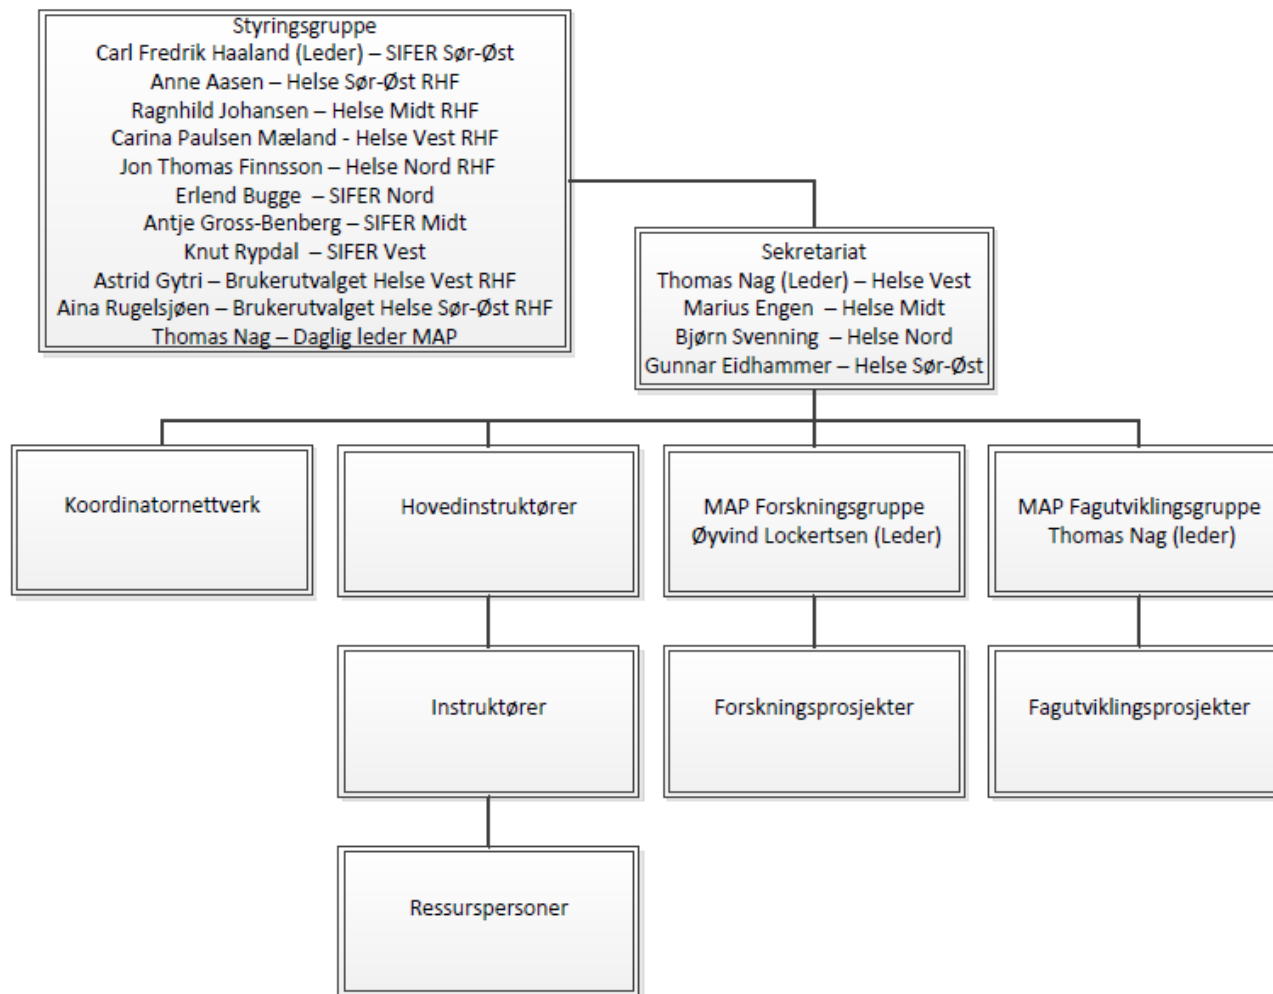 Styringsgruppe
Carl Fredrik Haaland (Leder) – SIFER Sør-Øst
Anne Aasen – Helse Sør-Øst RHF
Ragnhild Johansen – Helse Midt RHF
Carina Paulsen Mæland - Helse Vest RHF
Jon Thomas Finnsson – Helse Nord RHF
Erlend Bugge – SIFER Nord
Antje Gross-Benberg – SIFER Midt
Knut Rypdal – SIFER Vest
Astrid Gytri – Brukerutvalget Helse Vest RHF
Aina Rugelsjøen – Brukerutvalget Helse Sør-Øst RHF
Thomas Nag – Daglig leder MAP
Sekretariat
Thomas Nag (Leder) – Helse Vest
Marius Engen – Helse Midt
Bjørn Svenning – Helse Nord
Gunnar Eidhammer – Helse Sør-Øst
Koordinatornettverk
Hovedinstruktører
MAP Forskningsgruppe
Øyvind Lockertsen (Leder)
MAP Fagutviklingsgruppe
Thomas Nag (leder)
Instruktører
Forskningsprosjekter
Fagutviklingsprosjekter
Ressurspersoner